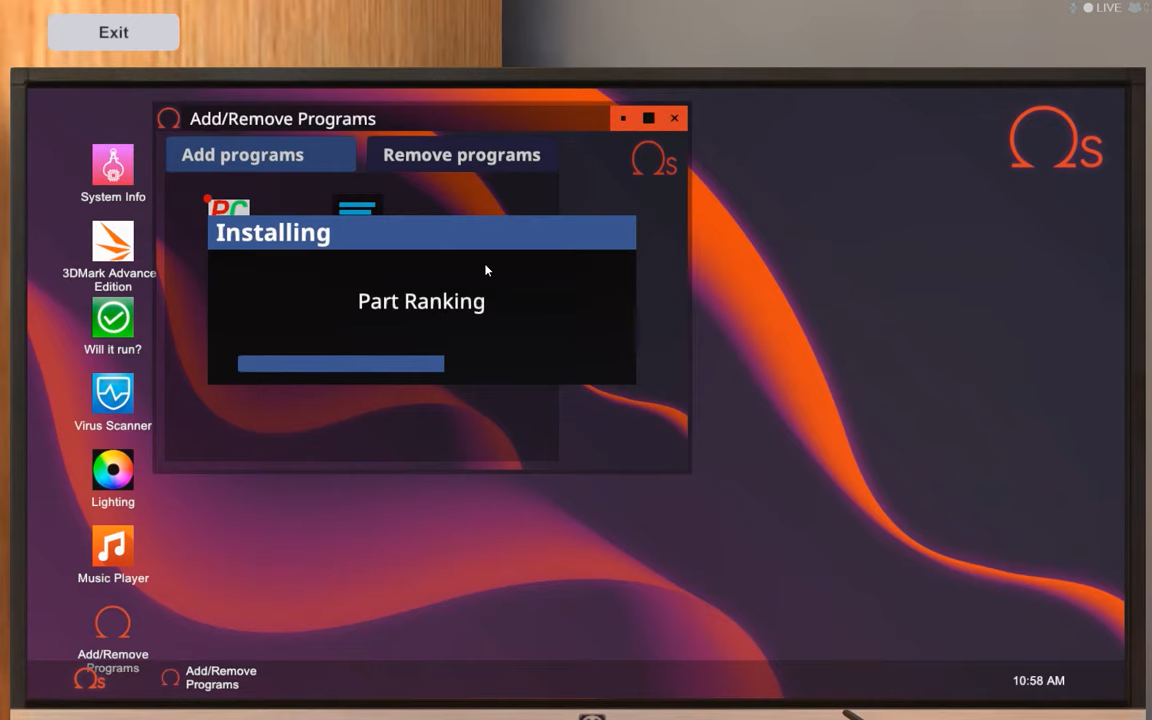 Exit
LIVE
Add/Remove Programs
Add programs
Remove programs
Ωs
Ωs
PC
Installing
Part Ranking
System Info
3DMark Advance
Edition
Will it run?
Virus Scanner
Lighting
Music Player
Add/Remove
Programs
Ωs
Add/Remove
Programs
10:58 AM